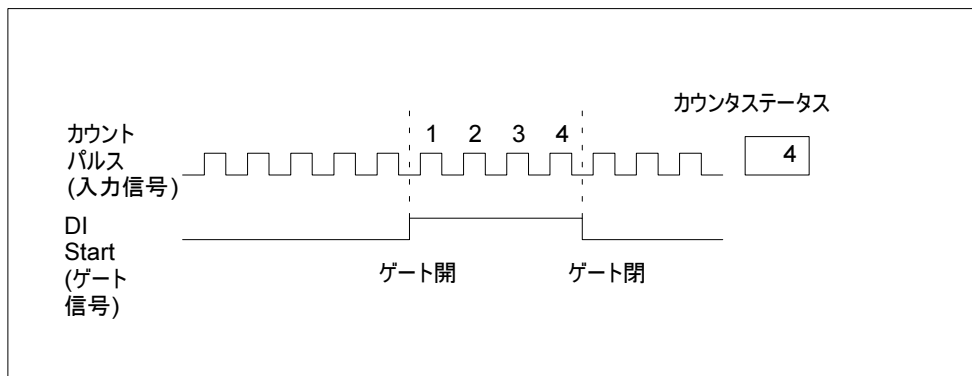 カウンタステータス
カウント
パルス
(入力信号)
1 2 3 4
4
DI
Start
(ゲート
信号)
ゲート開
ゲート閉